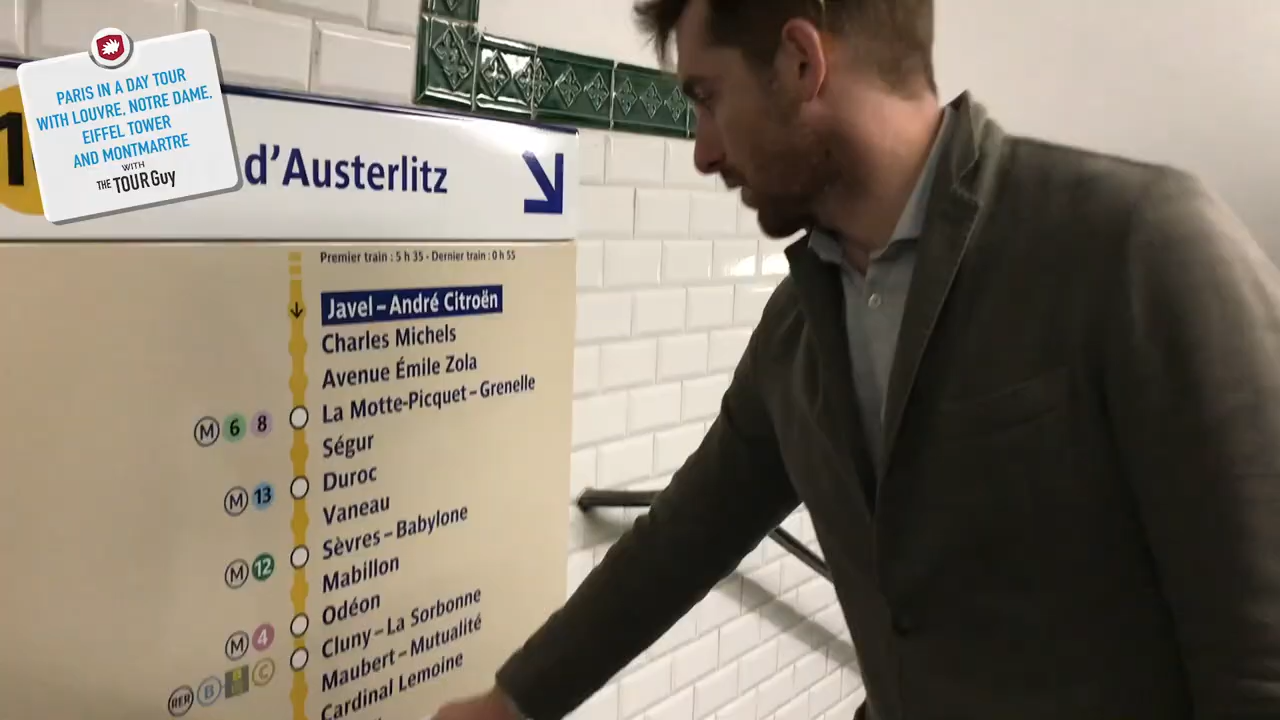 PARIS IN A DAY TOUR
WITH LOUVRE, NOTRE DAME,
EIFFEL TOWER
AND MONTMARTRE
WITH
THE TOUR GUY
1
d'Austerlitz
Premier train : 5 h 35 - Dernier train : 0 h 55
Javel – André Citroën
Charles Michels
Avenue Émile Zola
La Motte-Picquet – Grenelle
M 6 8
Ségur
Duroc
M 13
Vaneau
Sèvres – Babylone
M 12
Mabillon
Odéon
M 4
Cluny – La Sorbonne
RER B C
Maubert – Mutualité
Cardinal Lemoine